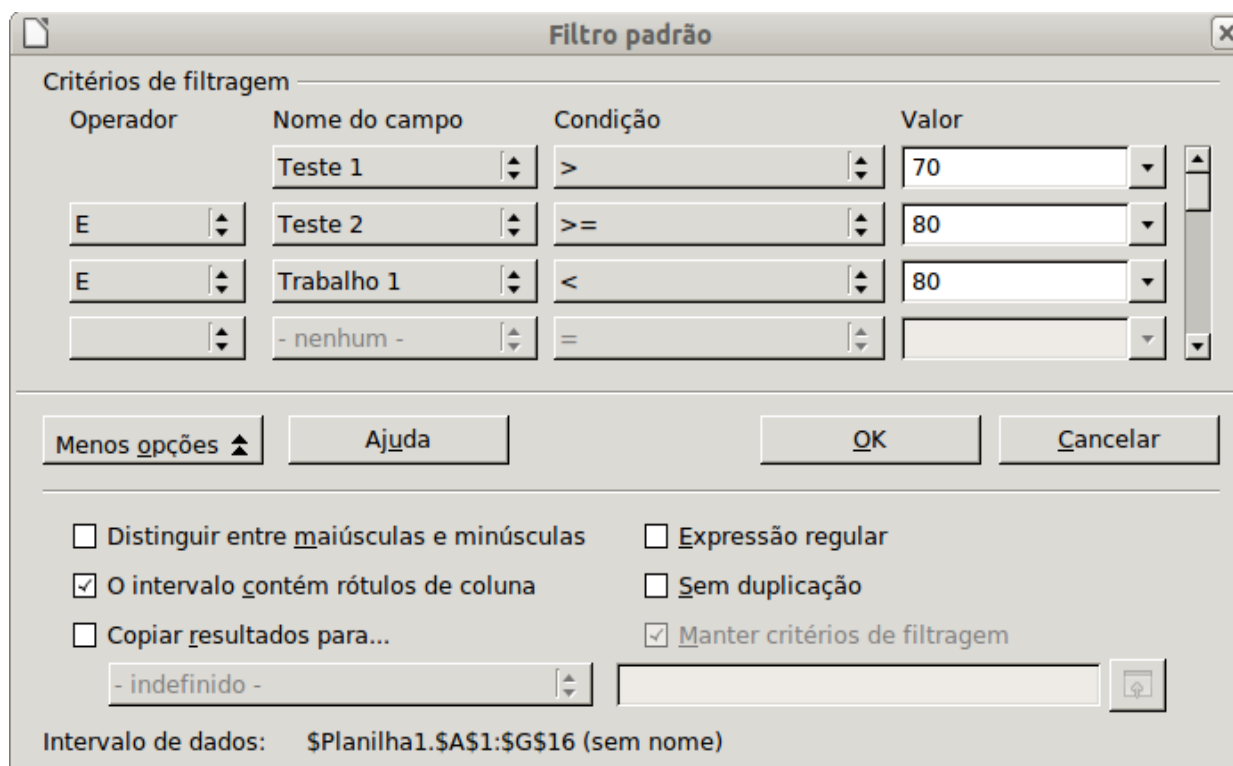 Filtro padrão
Critérios de filtragem
Operador Nome do campo Condição Valor
Teste 1 > 70
E Teste 2 >= 80
E Trabalho 1 < 80
- nenhum - =
Menos opções Ajuda OK Cancelar
Distinguir entre maiúsculas e minúsculas Expressão regular
O intervalo contém rótulos de coluna Sem duplicação
Copiar resultados para... Manter critérios de filtragem
- indefinido -
Intervalo de dados: $Planilha1.$A$1:$G$16 (sem nome)